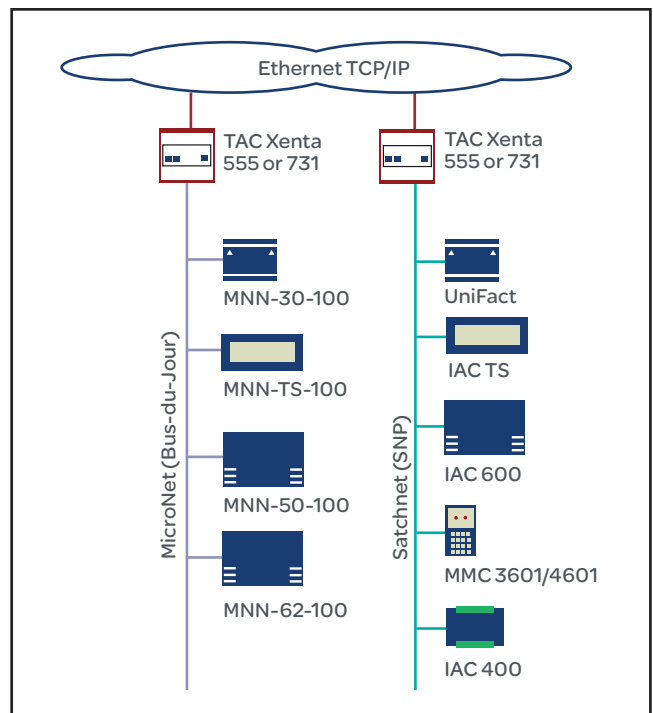 Ethernet TCP/IP
TAC Xenta
555 or 731
TAC Xenta
555 or 731
MicroNet (Bus-du-Jour)
MNN-30-100
MNN-TS-100
MNN-50-100
MNN-62-100
Satchnet (SNP)
UniFact
IAC TS
IAC 600
MMC 3601/4601
IAC 400